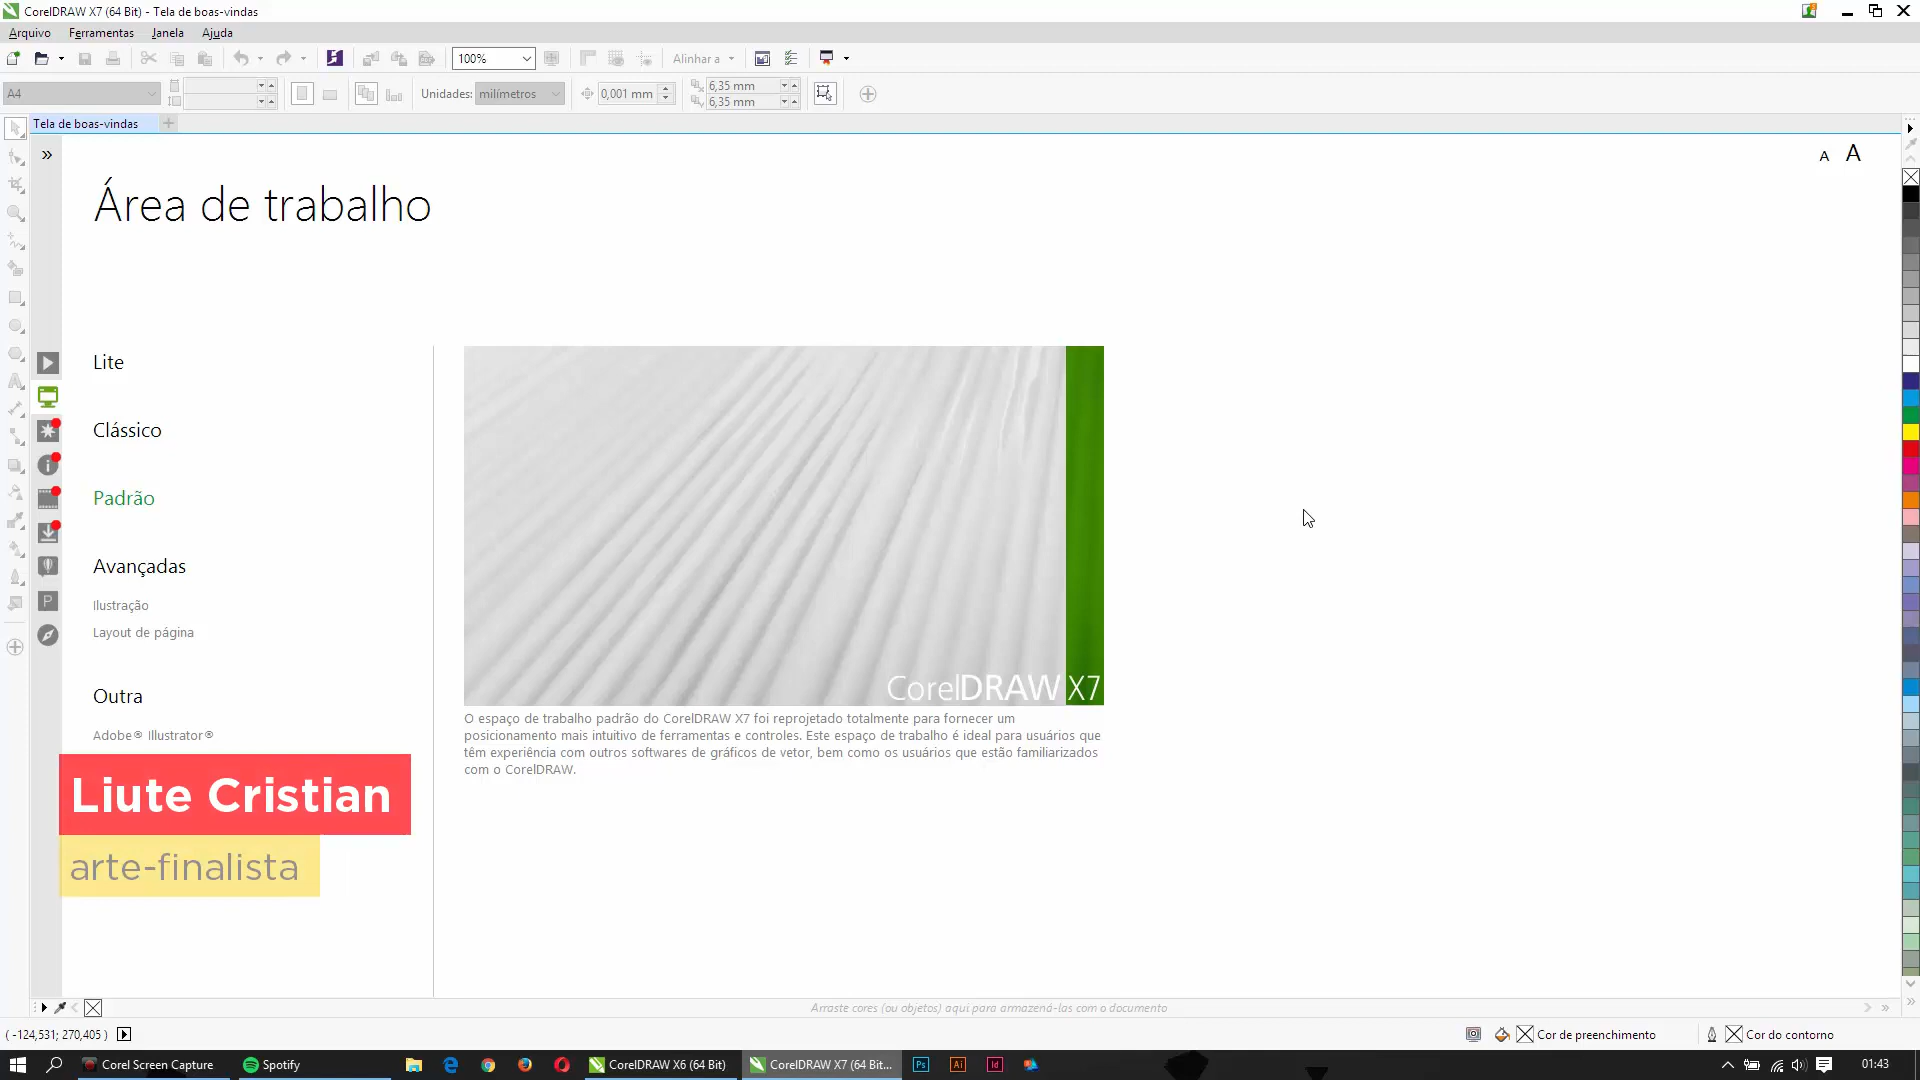 CorelDRAW X7 (64 Bit) - Tela de boas-vindas
Arquivo Ferramentas Janela Ajuda
100%
Alinhar a
A4
Unidades: milímetros
0,001 mm
6,35 mm
6,35 mm
Tela de boas-vindas
A A
Área de trabalho
Lite
Clássico
Padrão
Avançadas
Ilustração
Layout de página
Outra
Adobe® Illustrator®
CorelDRAW X7
O espaço de trabalho padrão do CorelDRAW X7 foi reprojetado totalmente para fornecer um
posicionamento mais intuitivo de ferramentas e controles. Este espaço de trabalho é ideal para usuários que
têm experiência com outros softwares de gráficos de vetor, bem como os usuários que estão familiarizados
com o CorelDRAW.
Liute Cristian
arte-finalista
Arraste cores (ou objetos) aqui para armazená-las com o documento
( -124,531; 270,405 )
Cor de preenchimento
Cor do contorno
Corel Screen Capture
Spotify
CorelDRAW X6 (64 Bit)
CorelDRAW X7 (64 Bit...
Ps
Ai
Id
01:43